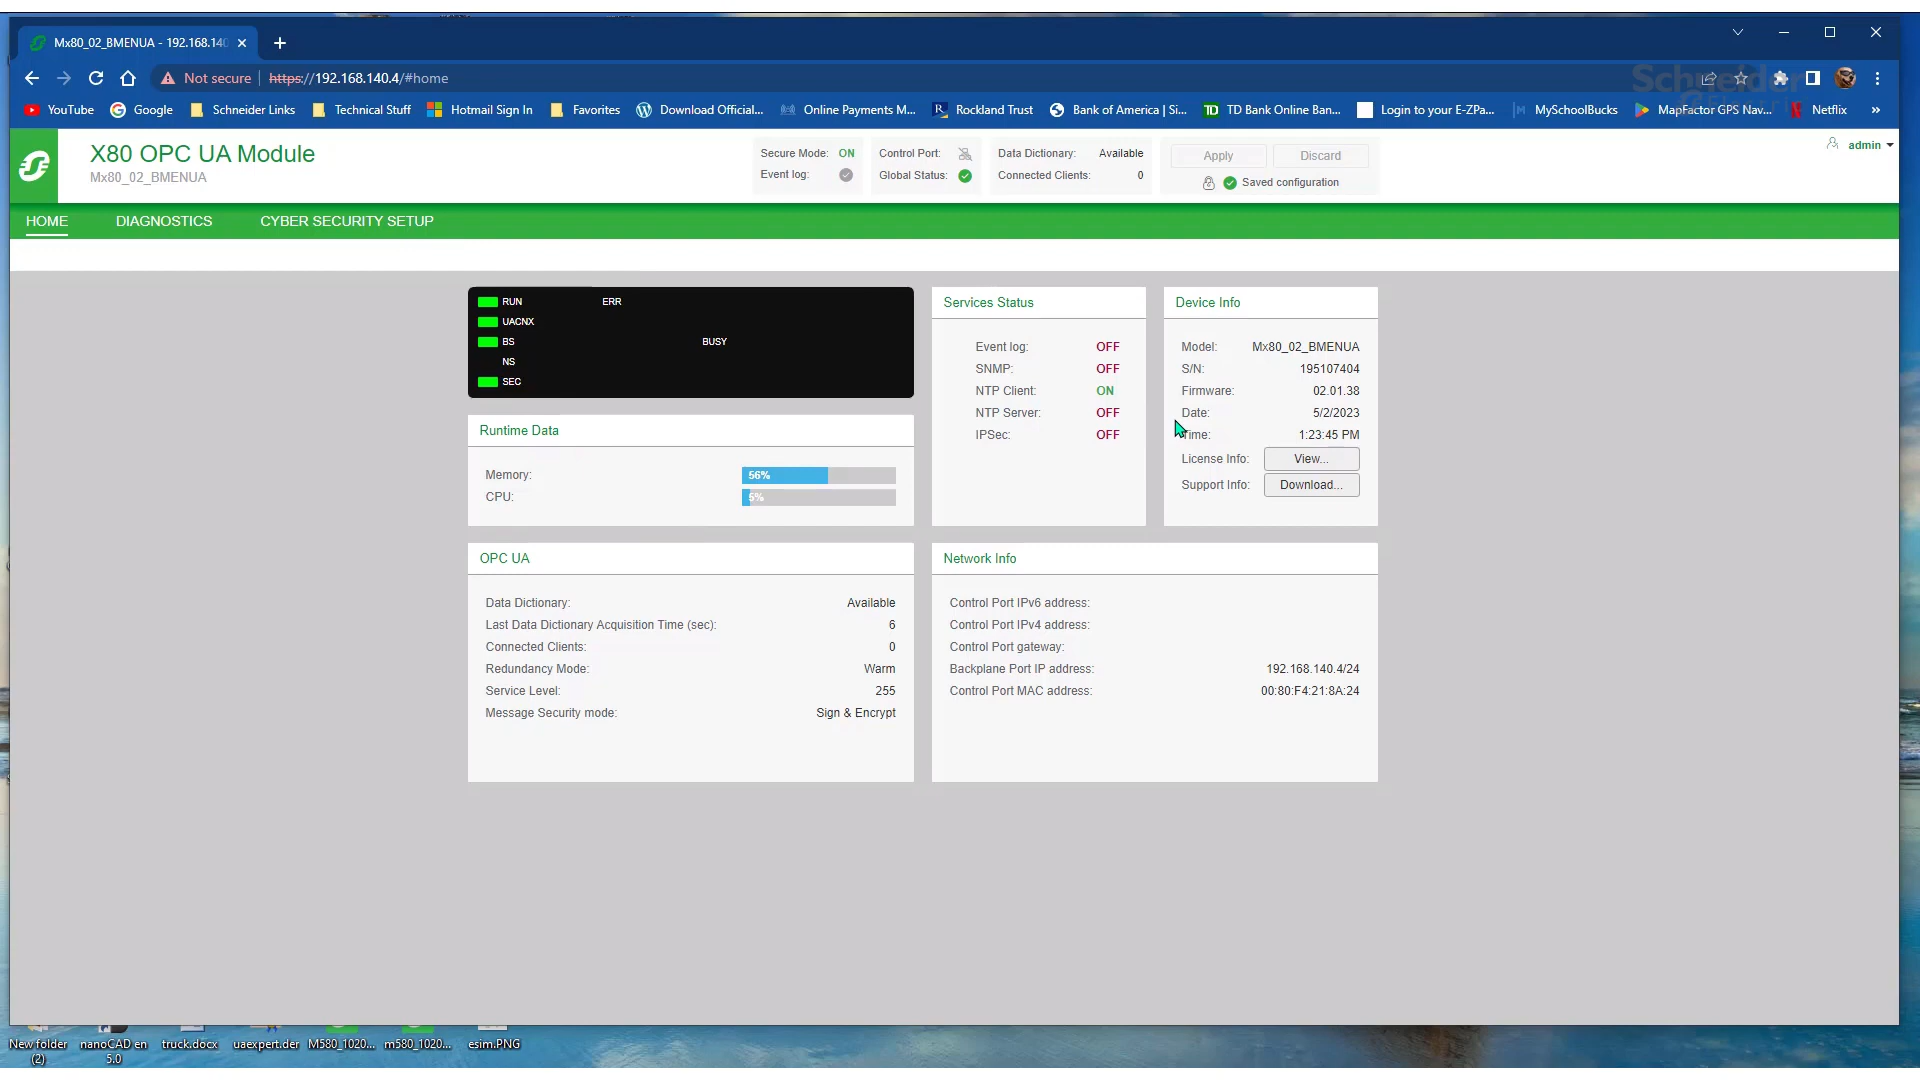 Mx80_02_BMENUA - 192.168.140
Not secure https://192.168.140.4/#home
Schneider
Electric
YouTube Google Schneider Links Technical Stuff Hotmail Sign In Favorites Download Official... Online Payments M... Rockland Trust Bank of America | Si... TD Bank Online Ban... Login to your E-ZPa... MySchoolBucks MapFactor GPS Nav... Netflix »
X80 OPC UA Module
Mx80_02_BMENUA
Secure Mode: ON Control Port: Data Dictionary: Available Apply Discard
Event log: Global Status: Connected Clients: 0 Saved configuration
admin
HOME DIAGNOSTICS CYBER SECURITY SETUP
RUN ERR
UACNX
BS BUSY
NS
SEC
Runtime Data
Memory: 56%
CPU: 5%
Services Status
Event log: OFF
SNMP: OFF
NTP Client: ON
NTP Server: OFF
IPSec: OFF
Device Info
Model: Mx80_02_BMENUA
S/N: 195107404
Firmware: 02.01.38
Date: 5/2/2023
Time: 1:23:45 PM
License Info: View...
Support Info: Download...
OPC UA
Data Dictionary: Available
Last Data Dictionary Acquisition Time (sec): 6
Connected Clients: 0
Redundancy Mode: Warm
Service Level: 255
Message Security mode: Sign & Encrypt
Network Info
Control Port IPv6 address:
Control Port IPv4 address:
Control Port gateway:
Backplane Port IP address: 192.168.140.4/24
Control Port MAC address: 00:80:F4:21:8A:24
New folder nanoCAD en truck.docx uaexpert.der M580_1020... m580_1020... esim.PNG
(2) 5.0